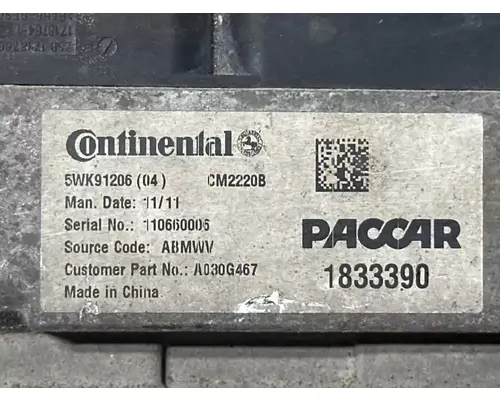 Continental
5WK91206 (04) CM2220B
Man. Date: 11/11
Serial No.: 110660006
Source Code: ABMWV
Customer Part No.: A030G467
Made in China
PACCAR
1833390